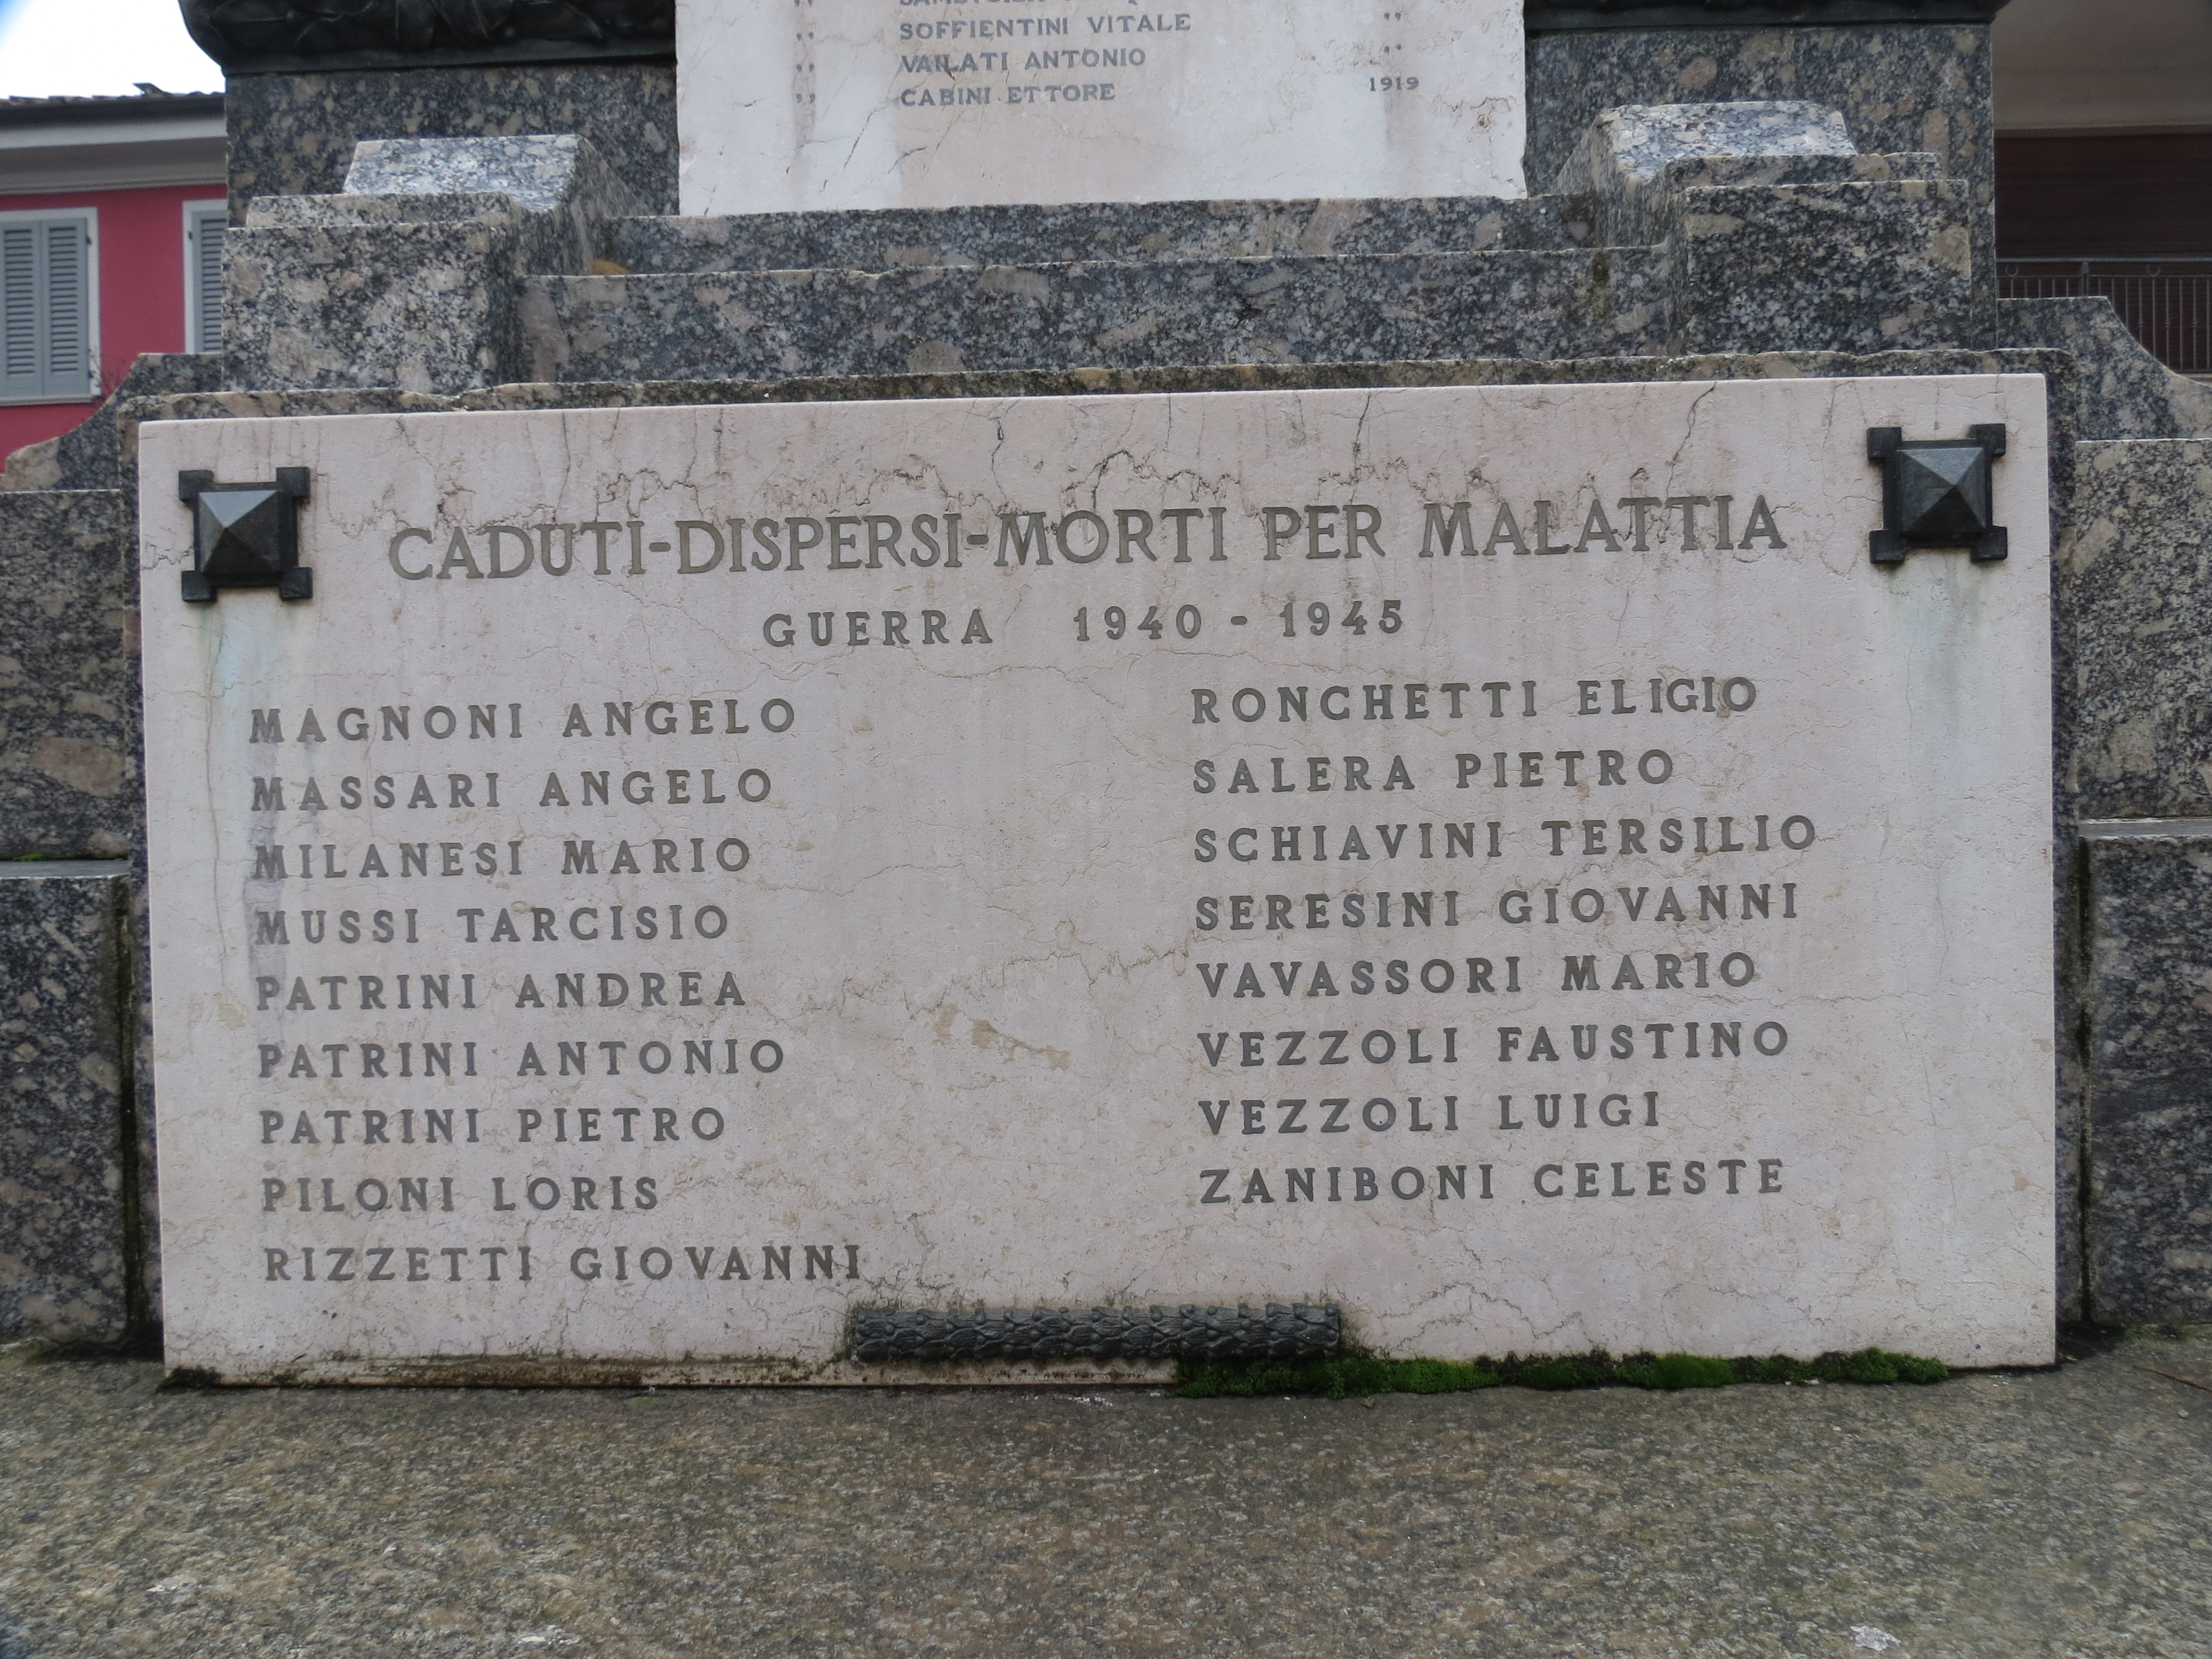 " SOFFIENTINI VITALE "
" VAILATI ANTONIO "
" CABINI ETTORE 1919
CADUTI-DISPERSI-MORTI PER MALATTIA
GUERRA 1940 - 1945
MAGNONI ANGELO
MASSARI ANGELO
MILANESI MARIO
MUSSI TARCISIO
PATRINI ANDREA
PATRINI ANTONIO
PATRINI PIETRO
PILONI LORIS
RIZZETTI GIOVANNI
RONCHETTI ELIGIO
SALERA PIETRO
SCHIAVINI TERSILIO
SERESINI GIOVANNI
VAVASSORI MARIO
VEZZOLI FAUSTINO
VEZZOLI LUIGI
ZANIBONI CELESTE